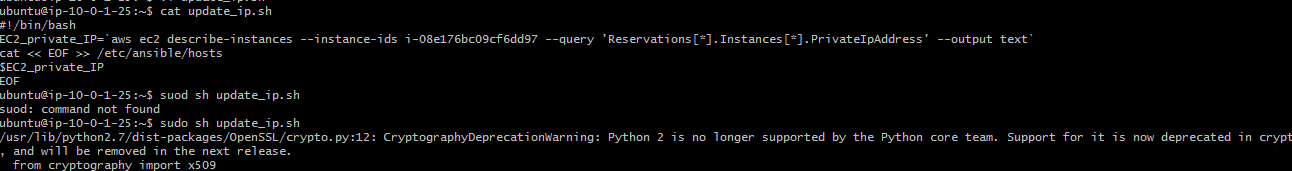 ubuntu@ip-10-0-1-25:~$ cat update_ip.sh
#!/bin/bash
EC2_private_IP=`aws ec2 describe-instances --instance-ids i-08e176bc09cf6dd97 --query 'Reservations[*].Instances[*].PrivateIpAddress' --output text`
cat << EOF >> /etc/ansible/hosts
$EC2_private_IP
EOF
ubuntu@ip-10-0-1-25:~$ suod sh update_ip.sh
suod: command not found
ubuntu@ip-10-0-1-25:~$ sudo sh update_ip.sh
/usr/lib/python2.7/dist-packages/OpenSSL/crypto.py:12: CryptographyDeprecationWarning: Python 2 is no longer supported by the Python core team. Support for it is now deprecated in crypt
, and will be removed in the next release.
  from cryptography import x509